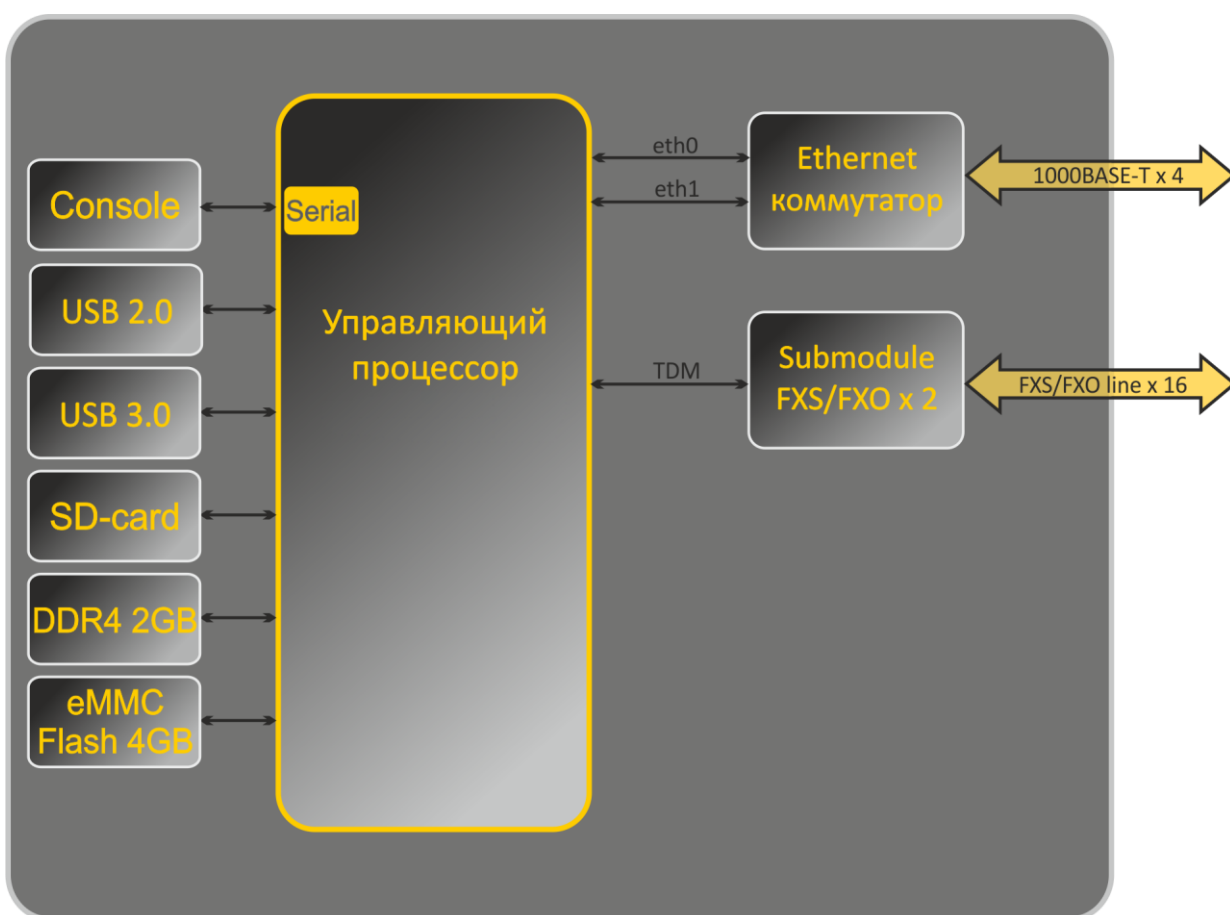 Console
Serial
USB 2.0
USB 3.0
SD-card
DDR4 2GB
eMMC
Flash 4GB
Управляющий
процессор
eth0
eth1
TDM
Ethernet
коммутатор
1000BASE-T x 4
Submodule
FXS/FXO x 2
FXS/FXO line x 16